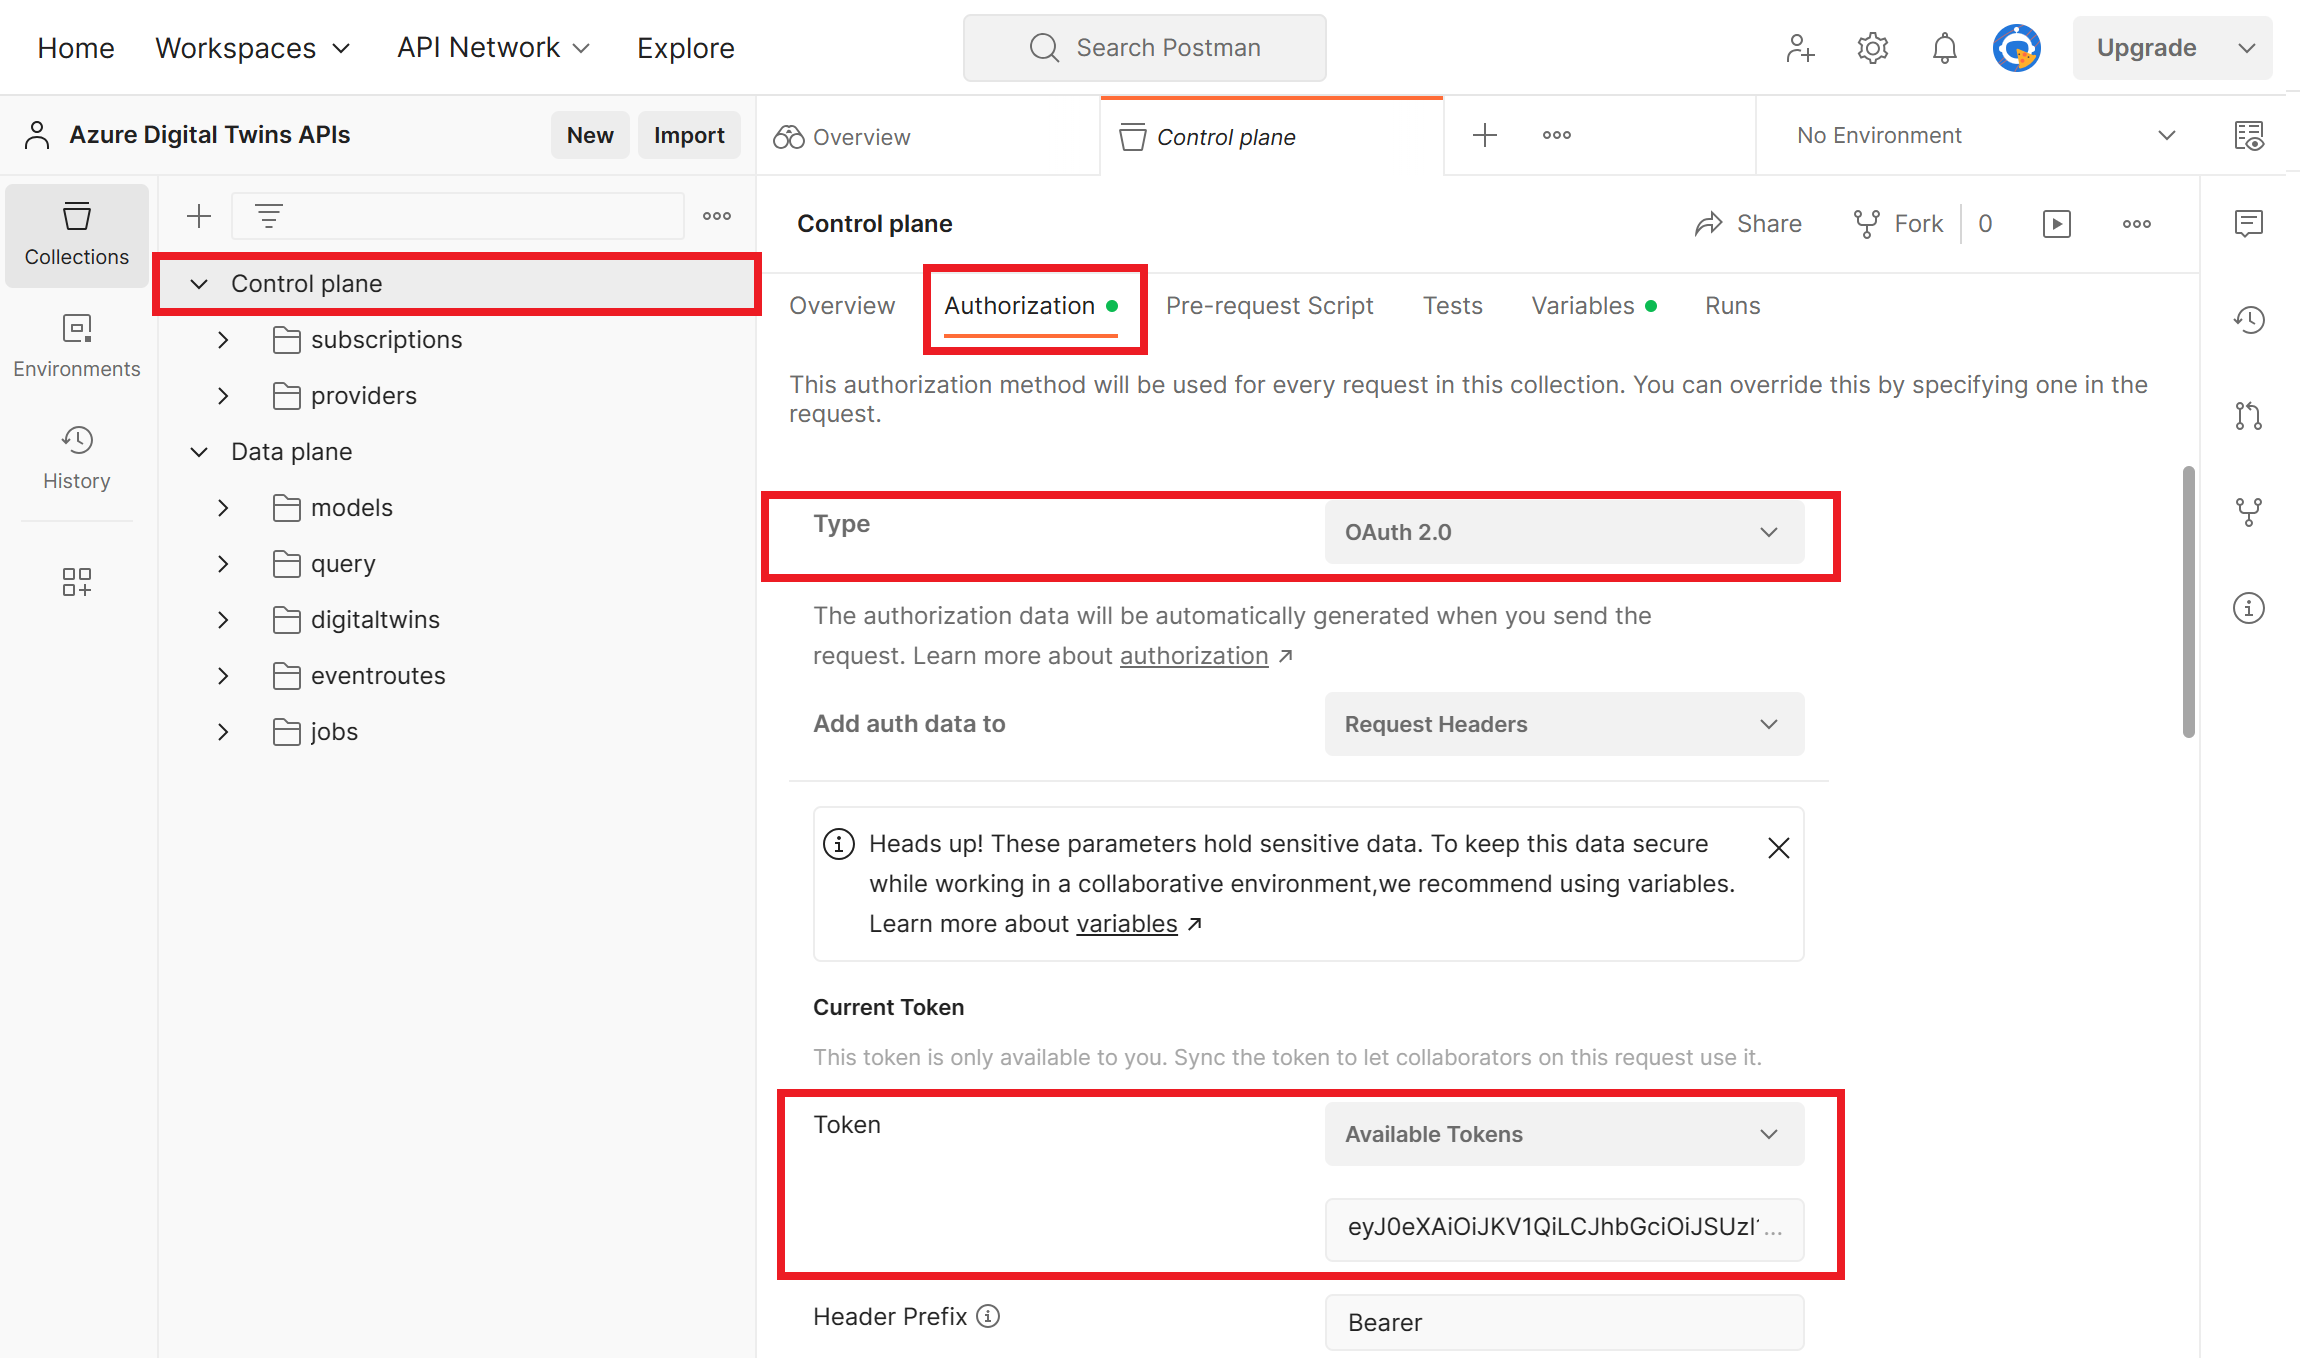 Home Workspaces API Network Explore Search Postman Upgrade
Azure Digital Twins APIs New Import
Overview Control plane No Environment
Collections
Environments
History
Control plane
subscriptions
providers
Data plane
models
query
digitaltwins
eventroutes
jobs
Control plane Share Fork 0
Overview Authorization Pre-request Script Tests Variables Runs
This authorization method will be used for every request in this collection. You can override this by specifying one in the
request.
Type OAuth 2.0
The authorization data will be automatically generated when you send the
request. Learn more about authorization ↗
Add auth data to Request Headers
Heads up! These parameters hold sensitive data. To keep this data secure
while working in a collaborative environment,we recommend using variables.
Learn more about variables ↗
Current Token
This token is only available to you. Sync the token to let collaborators on this request use it.
Token Available Tokens
eyJ0eXAiOiJKV1QiLCJhbGciOiJSUzI1...
Header Prefix Bearer